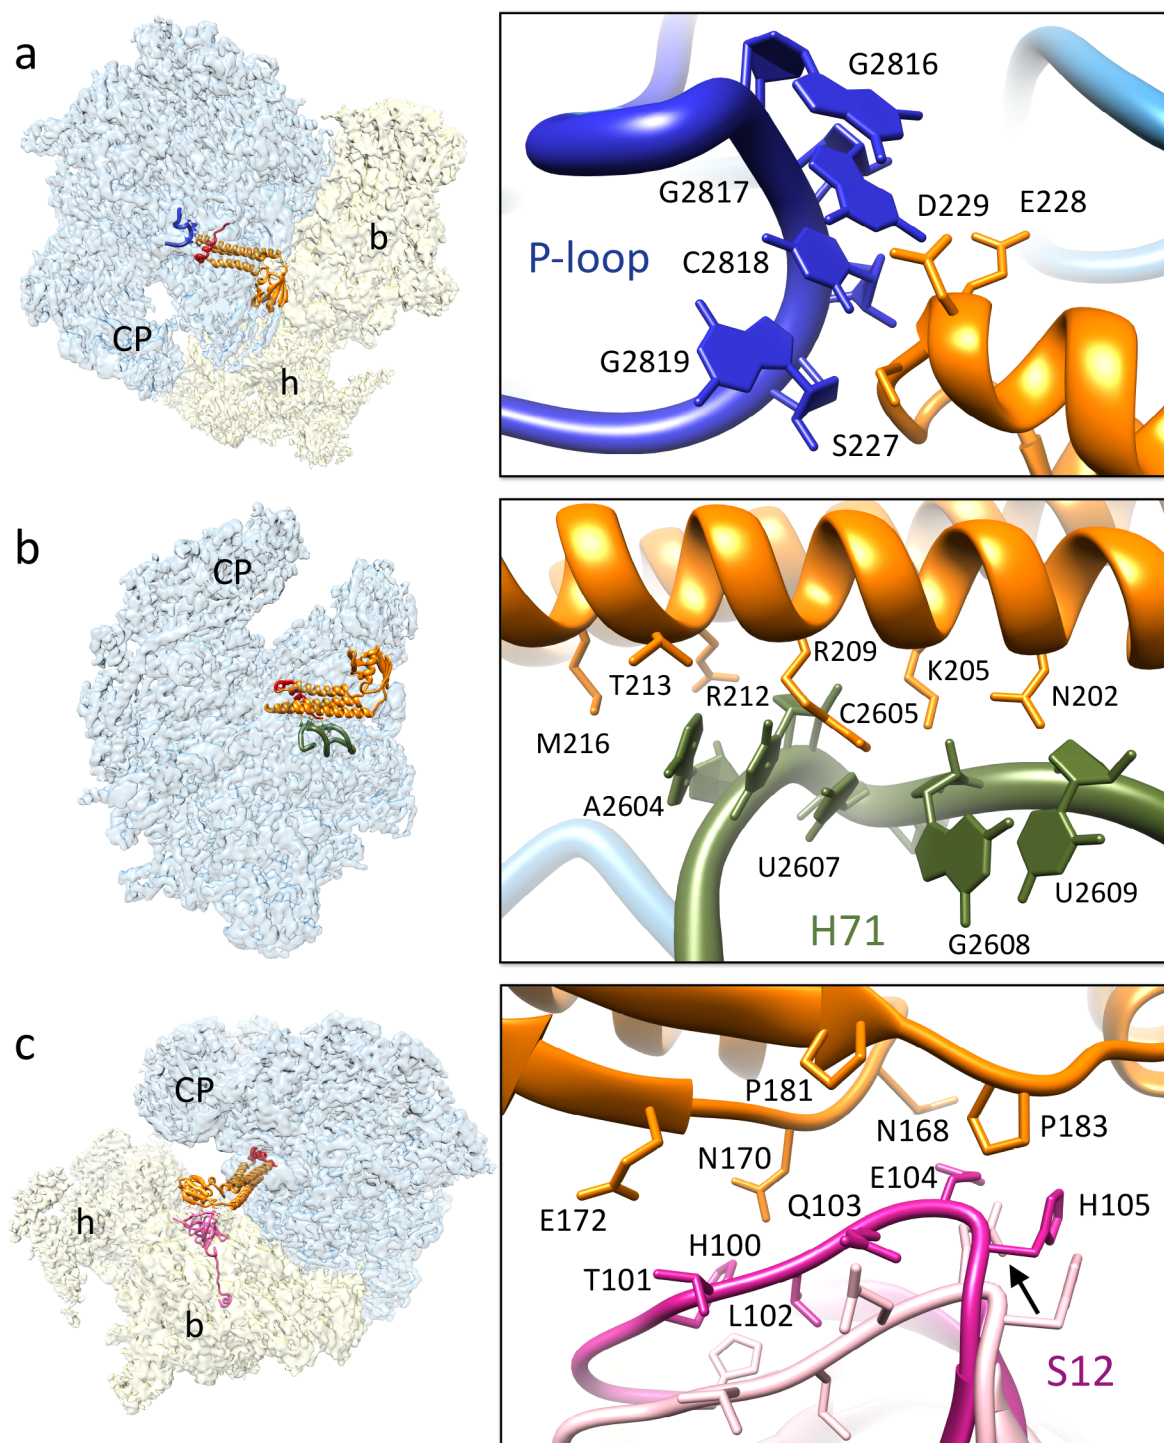 a
b
CP
h
G2816
G2817
D229
E228
P-loop
C2818
G2819
S227
b
CP
R209
T213
K205
R212
C2605
N202
M216
A2604
U2607
U2609
H71
G2608
c
CP
h
b
P181
N168
P183
N170
E104
E172
Q103
H105
H100
T101
L102
S12